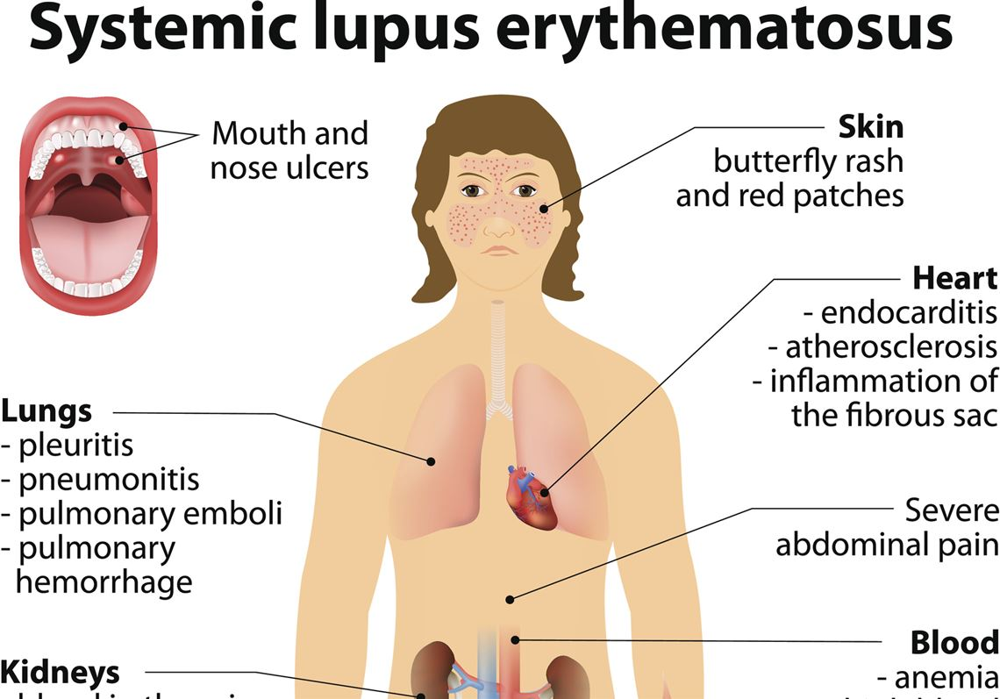 Systemic lupus erythematosus
Mouth and
nose ulcers
Skin
butterfly rash
and red patches
Heart
- endocarditis
- atherosclerosis
- inflammation of
the fibrous sac
Lungs
- pleuritis
- pneumonitis
- pulmonary emboli
- pulmonary
hemorrhage
Severe
abdominal pain
Blood
- anemia
Kidneys